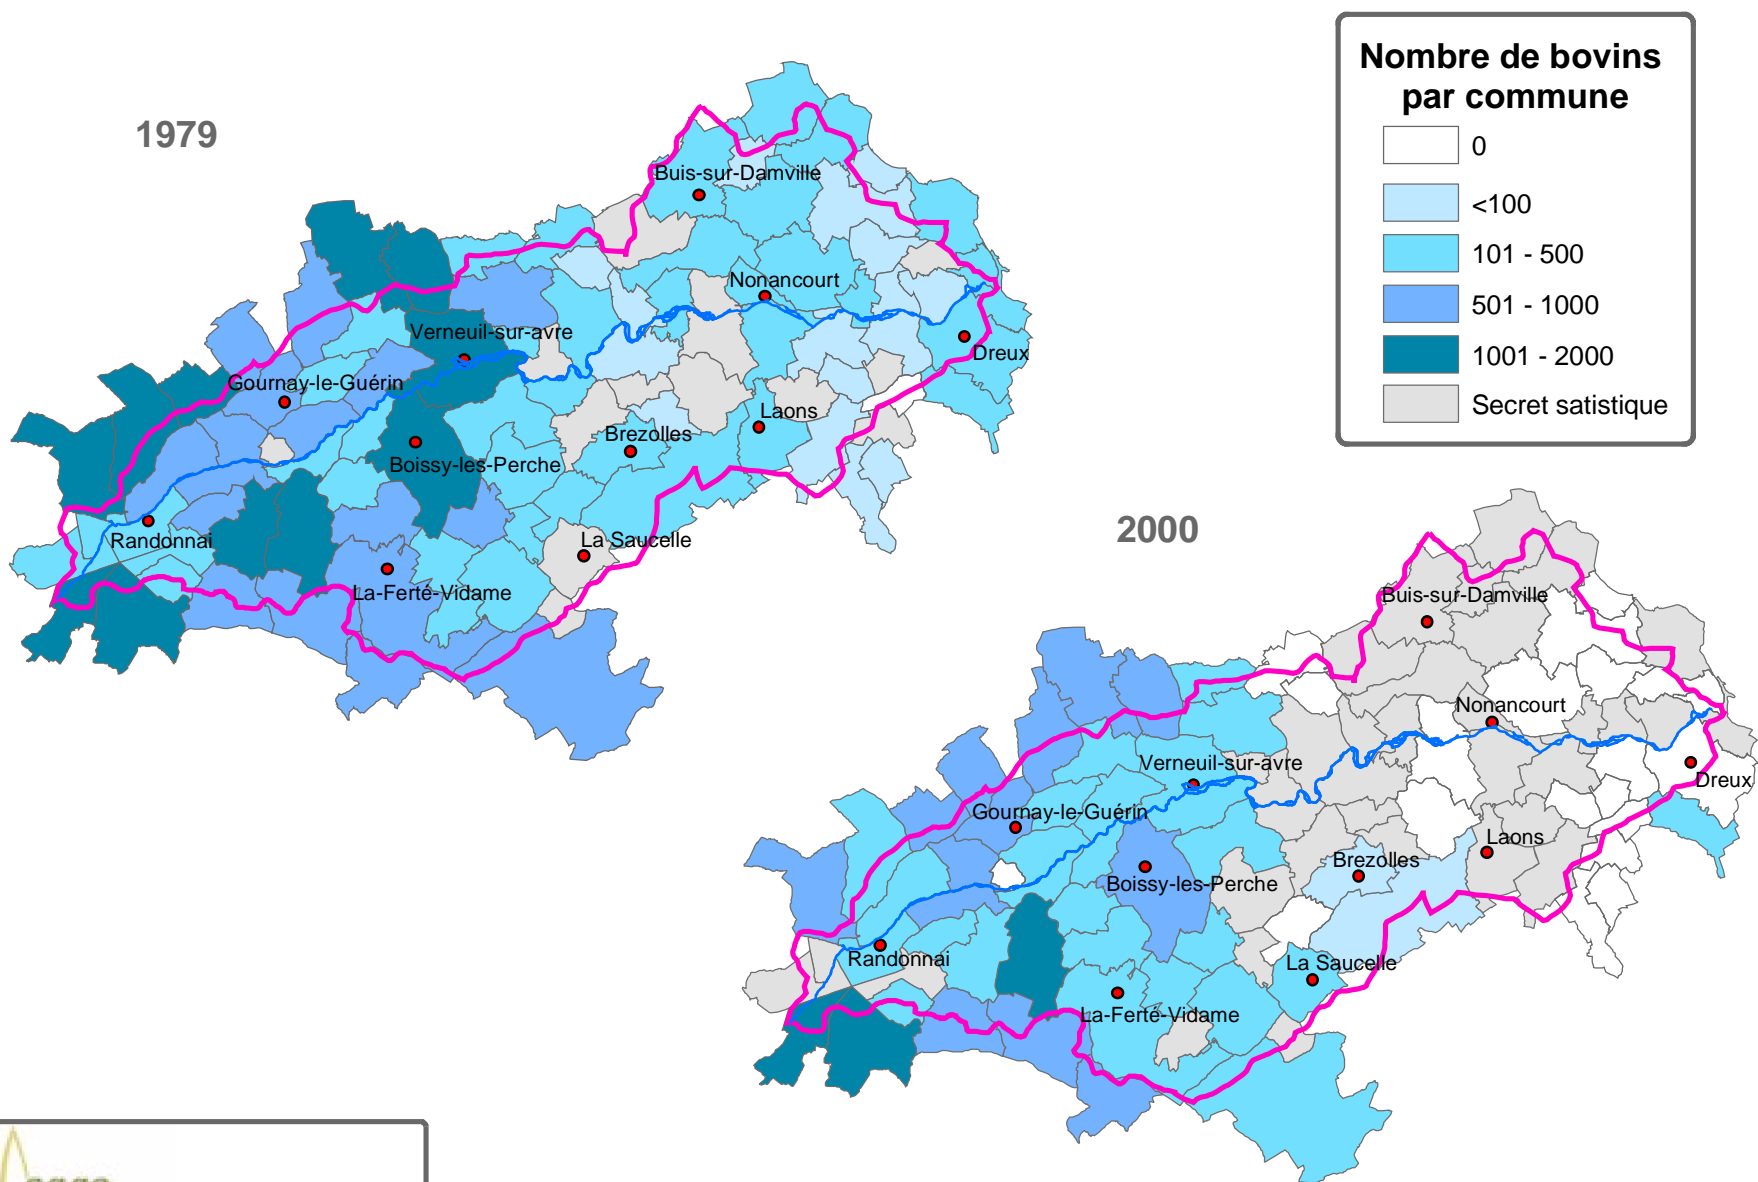 1979
Buis-sur-Damville
Nonancourt
Verneuil-sur-avre
Dreux
Gournay-le-Guérin
Laons
Brezolles
Boissy-les-Perche
Randonnai
La Saucelle
La-Ferté-Vidame
Nombre de bovins
par commune
0
<100
101 - 500
501 - 1000
1001 - 2000
Secret satistique
2000
Buis-sur-Damville
Nonancourt
Verneuil-sur-avre
Dreux
Gournay-le-Guérin
Laons
Brezolles
Boissy-les-Perche
Randonnai
La Saucelle
La-Ferté-Vidame